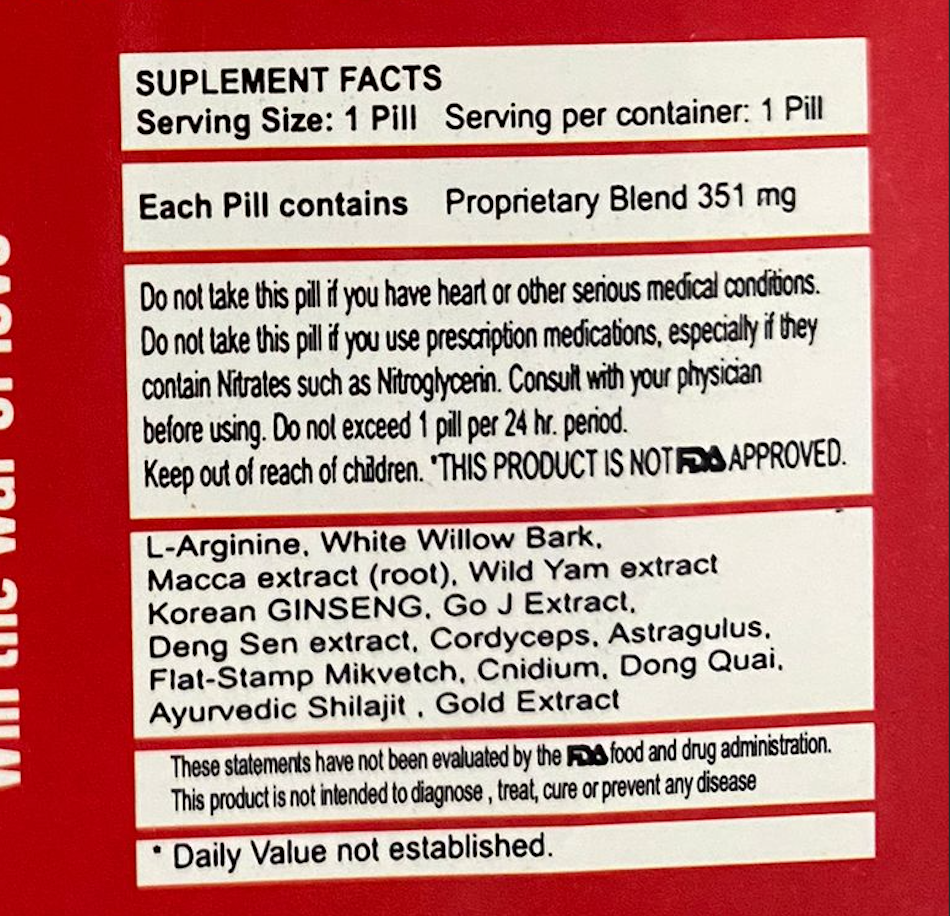 SUPLEMENT FACTS
Serving Size: 1 Pill Serving per container: 1 Pill
Each Pill contains Proprietary Blend 351 mg
Do not take this pill if you have heart or other serious medical conditions.
Do not take this pill if you use prescription medications, especially if they
contain Nitrates such as Nitroglycerin. Consult with your physician
before using. Do not exceed 1 pill per 24 hr. period.
Keep out of reach of children. *THIS PRODUCT IS NOT FDA APPROVED.
L-Arginine, White Willow Bark,
Macca extract (root), Wild Yam extract
Korean GINSENG, Go J Extract,
Deng Sen extract, Cordyceps, Astragulus,
Flat-Stamp Mikvetch, Cnidium, Dong Quai,
Ayurvedic Shilajit , Gold Extract
These statements have not been evaluated by the FDA food and drug administration.
This product is not intended to diagnose , treat, cure or prevent any disease
* Daily Value not established.